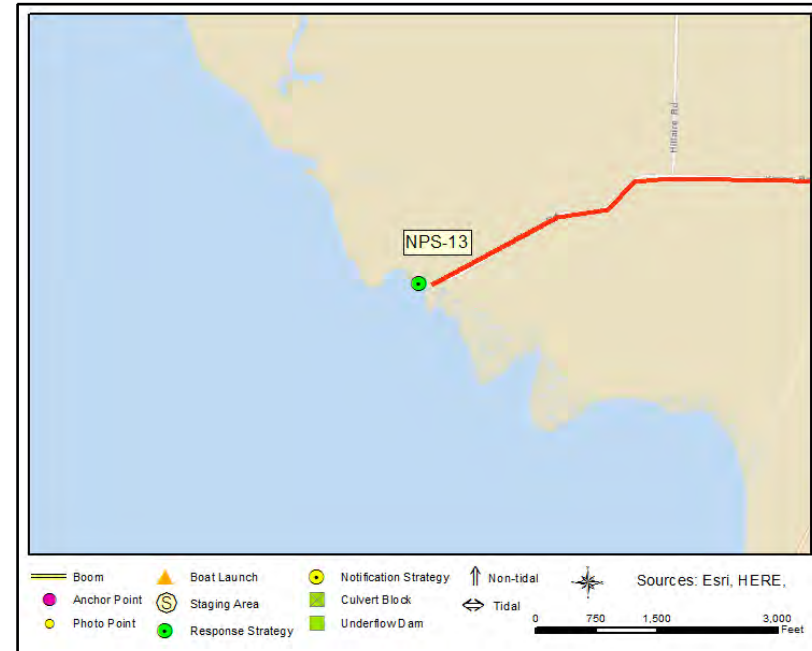 Hillaire Rd
NPS-13
Boom
Boat Launch
Notification Strategy
Non-tidal
Sources: Esri, HERE,
Anchor Point
S
Staging Area
Culvert Block
Tidal
Photo Point
Response Strategy
Underflow Dam
0 750 1,500 3,000
Feet